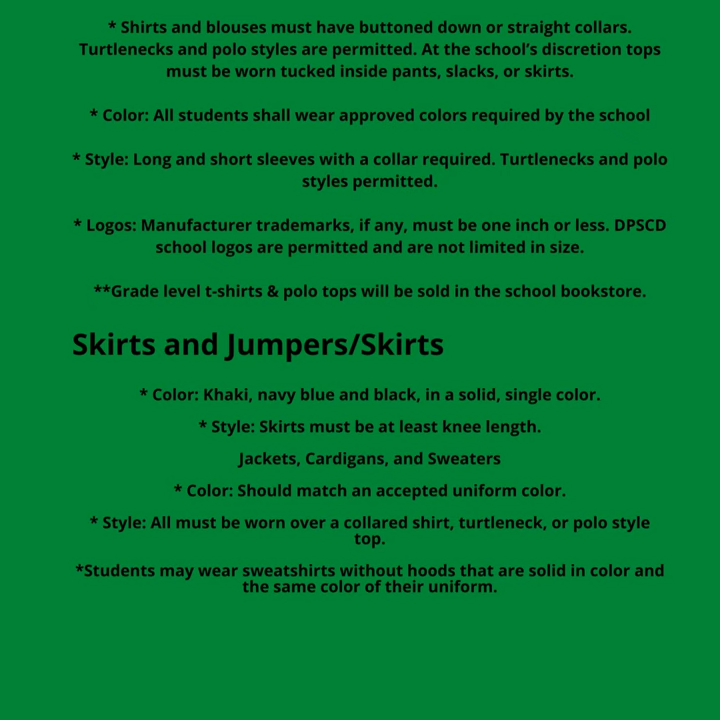 * Shirts and blouses must have buttoned down or straight collars.
Turtlenecks and polo styles are permitted. At the school’s discretion tops
must be worn tucked inside pants, slacks, or skirts.
* Color: All students shall wear approved colors required by the school
* Style: Long and short sleeves with a collar required. Turtlenecks and polo
styles permitted.
* Logos: Manufacturer trademarks, if any, must be one inch or less. DPSCD
school logos are permitted and are not limited in size.
**Grade level t-shirts & polo tops will be sold in the school bookstore.
Skirts and Jumpers/Skirts
* Color: Khaki, navy blue and black, in a solid, single color.
* Style: Skirts must be at least knee length.
Jackets, Cardigans, and Sweaters
* Color: Should match an accepted uniform color.
* Style: All must be worn over a collared shirt, turtleneck, or polo style
top.
*Students may wear sweatshirts without hoods that are solid in color and
the same color of their uniform.